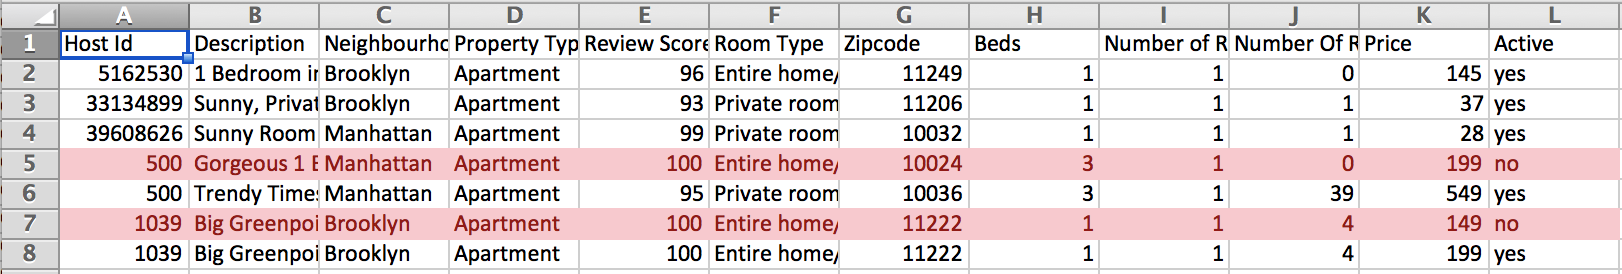 A B C D E F G H I J K L
1 Host Id Description Neighbourho Property Typ Review Score Room Type Zipcode Beds Number of R Number Of R Price Active
2 5162530 1 Bedroom in Brooklyn Apartment 96 Entire home/ 11249 1 1 0 145 yes
3 33134899 Sunny, Privat Brooklyn Apartment 93 Private room 11206 1 1 1 37 yes
4 39608626 Sunny Room Manhattan Apartment 99 Private room 10032 1 1 1 28 yes
5 500 Gorgeous 1 B Manhattan Apartment 100 Entire home/ 10024 3 1 0 199 no
6 500 Trendy Times Manhattan Apartment 95 Private room 10036 3 1 39 549 yes
7 1039 Big Greenpoi Brooklyn Apartment 100 Entire home/ 11222 1 1 4 149 no
8 1039 Big Greenpoi Brooklyn Apartment 100 Entire home/ 11222 1 1 4 199 yes